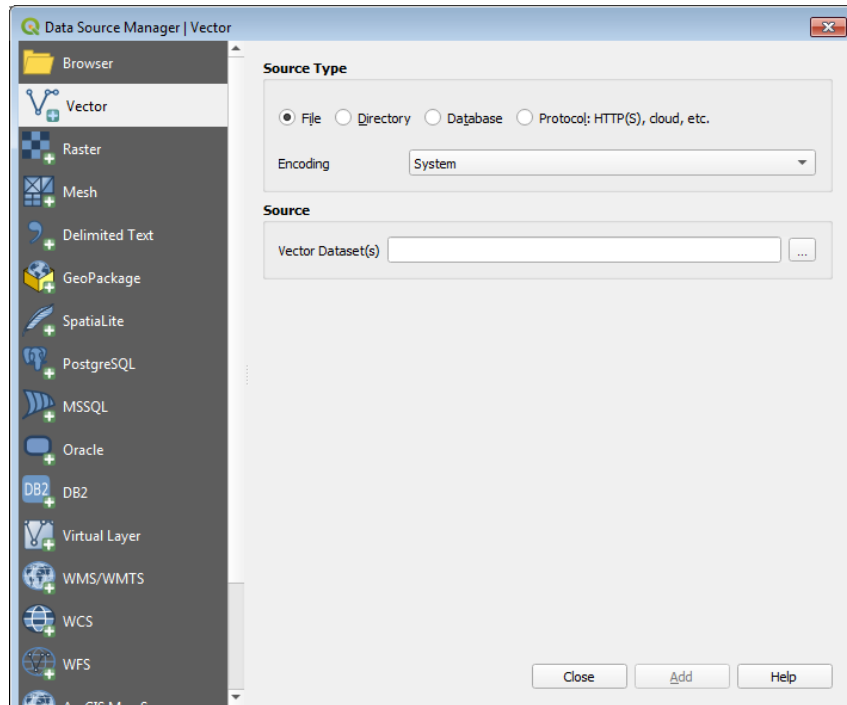 Data Source Manager | Vector
Browser
Vector
Raster
Mesh
Delimited Text
GeoPackage
SpatiaLite
PostgreSQL
MSSQL
Oracle
DB2
DB2
Virtual Layer
WMS/WMTS
WCS
WFS
Source Type
File Directory Database Protocol: HTTP(S), cloud, etc.
Encoding System
Source
Vector Dataset(s) ...
Close Add Help